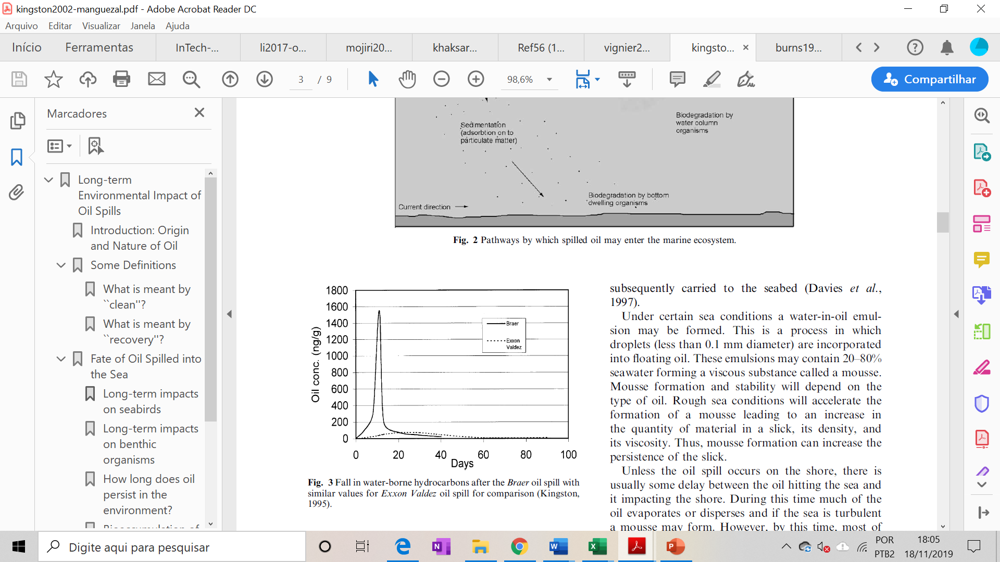 kingston2002-manguezal.pdf - Adobe Acrobat Reader DC
Arquivo Editar Visualizar Janela Ajuda
Início Ferramentas InTech-... li2017-o... mojiri20... khaksar... Ref56 (1... vignier2... kingsto... burns19...
3 / 9 98,6% Compartilhar
Marcadores
Long-term
Environmental Impact of
Oil Spills
Introduction: Origin
and Nature of Oil
Some Definitions
What is meant by
``clean''?
What is meant by
``recovery''?
Fate of Oil Spilled into
the Sea
Long-term impacts
on seabirds
Long-term impacts
on benthic
organisms
How long does oil
persist in the
environment?
Sedimentation
(adsorbtion on to
particulate matter)
Biodegradation by
water column
organisms
Biodegradation by bottom
dwelling organisms
Current direction
Fig. 2 Pathways by which spilled oil may enter the marine ecosystem.
Oil conc. (ng/g)
1800
1600
1400
1200
1000
800
600
400
200
0
Braer
Exxon
Valdez
0 20 40 60 80 100
Days
Fig. 3 Fall in water-borne hydrocarbons after the Braer oil spill with
similar values for Exxon Valdez oil spill for comparison (Kingston,
1995).
subsequently carried to the seabed (Davies et al.,
1997).
Under certain sea conditions a water-in-oil emul-
sion may be formed. This is a process in which
droplets (less than 0.1 mm diameter) are incorporated
into floating oil. These emulsions may contain 20–80%
seawater forming a viscous substance called a mousse.
Mousse formation and stability will depend on the
type of oil. Rough sea conditions will accelerate the
formation of a mousse leading to an increase in
the quantity of material in a slick, its density, and
its viscosity. Thus, mousse formation can increase the
persistence of the slick.
Unless the oil spill occurs on the shore, there is
usually some delay between the oil hitting the sea and
it impacting the shore. During this time much of the
oil evaporates or disperses and if the sea is turbulent
a mousse may form. However, by this time, most of
Digite aqui para pesquisar
POR
PTB2
18:05
18/11/2019